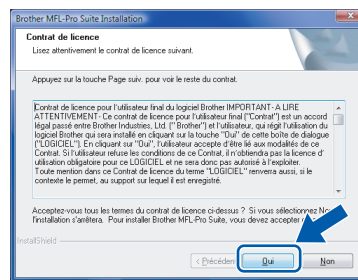 Brother MFL-Pro Suite Installation
Contrat de licence
Lisez attentivement le contrat de licence suivant.
Appuyez sur la touche Page suiv. pour voir le reste du contrat.
Contrat de licence pour l'utilisateur final du logiciel Brother IMPORTANT- A LIRE
ATTENTIVEMENT - Ce contrat de licence pour l'utilisateur final ("Contrat") est un accord
légal passé entre Brother Industries, Ltd. ("Brother") et l'utilisateur, qui régit l'utilisation du
logiciel Brother qui sera installé en cliquant sur la touche "Oui" de cette boîte de dialogue
("LOGICIEL"). En cliquant sur "Oui", l'utilisateur accepte d'être lié aux modalités de ce
Contrat. Si l'utilisateur refuse les conditions de ce Contrat, il n'obtiendra pas la licence d'
utilisation obligatoire pour ce LOGICIEL et ne sera donc pas autorisé à l'exploiter.
Toute mention dans ce Contrat de licence du terme "LOGICIEL" renverra aussi, si le
contexte le permet, au support sur lequel il est enregistré.
Acceptez-vous tous les termes du contrat de licence ci-dessus ? Si vous sélectionnez
l'installation s'arrêtera. Pour installer Brother MFL-Pro Suite, vous devez accepter
InstallShield
< Précédent
Oui
Non